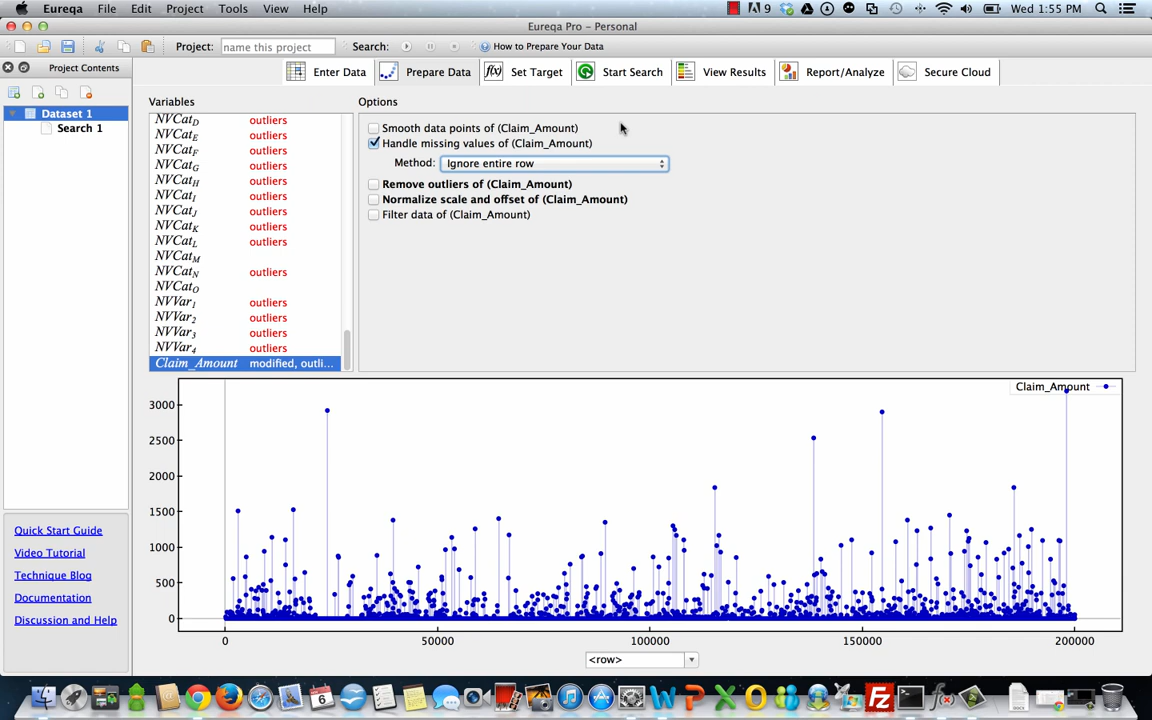 Eureqa File Edit Project Tools View Help 9 Wed 1:55 PM
Eureqa Pro - Personal
Project: name this project Search: How to Prepare Your Data
Project Contents
Enter Data Prepare Data f(x) Set Target Start Search View Results Report/Analyze Secure Cloud
Dataset 1
Search 1
Variables
Options
NVCat_D outliers
NVCat_E outliers
NVCat_F outliers
NVCat_G outliers
NVCat_H outliers
NVCat_I outliers
NVCat_J outliers
NVCat_K outliers
NVCat_L outliers
NVCat_M
NVCat_N outliers
NVCat_O
NVVar_1 outliers
NVVar_2 outliers
NVVar_3 outliers
NVVar_4 outliers
Claim_Amount modified, outli...
Smooth data points of (Claim_Amount)
Handle missing values of (Claim_Amount)
Method: Ignore entire row
Remove outliers of (Claim_Amount)
Normalize scale and offset of (Claim_Amount)
Filter data of (Claim_Amount)
Claim_Amount
3000
2500
2000
1500
1000
500
0
0 50000 100000 150000 200000
<row>
Quick Start Guide
Video Tutorial
Technique Blog
Documentation
Discussion and Help